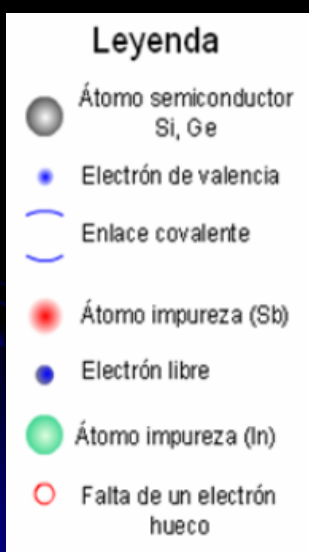 Leyenda
Átomo semiconductor
Si, Ge
Electrón de valencia
Enlace covalente
Átomo impureza (Sb)
Electrón libre
Átomo impureza (In)
Falta de un electrón
hueco